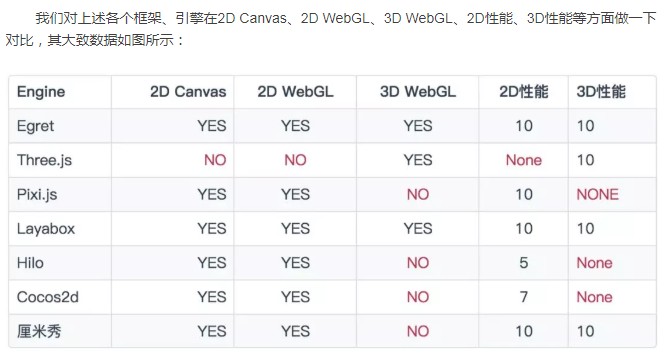 我们对上述各个框架、引擎在2D Canvas、2D WebGL、3D WebGL、2D性能、3D性能等方面做一下
对比，其大致数据如图所示：
Engine 2D Canvas 2D WebGL 3D WebGL 2D性能 3D性能
Egret YES YES YES 10 10
Three.js NO NO YES None 10
Pixi.js YES YES NO 10 NONE
Layabox YES YES YES 10 10
Hilo YES YES NO 5 None
Cocos2d YES YES NO 7 None
厘米秀 YES YES NO 10 10